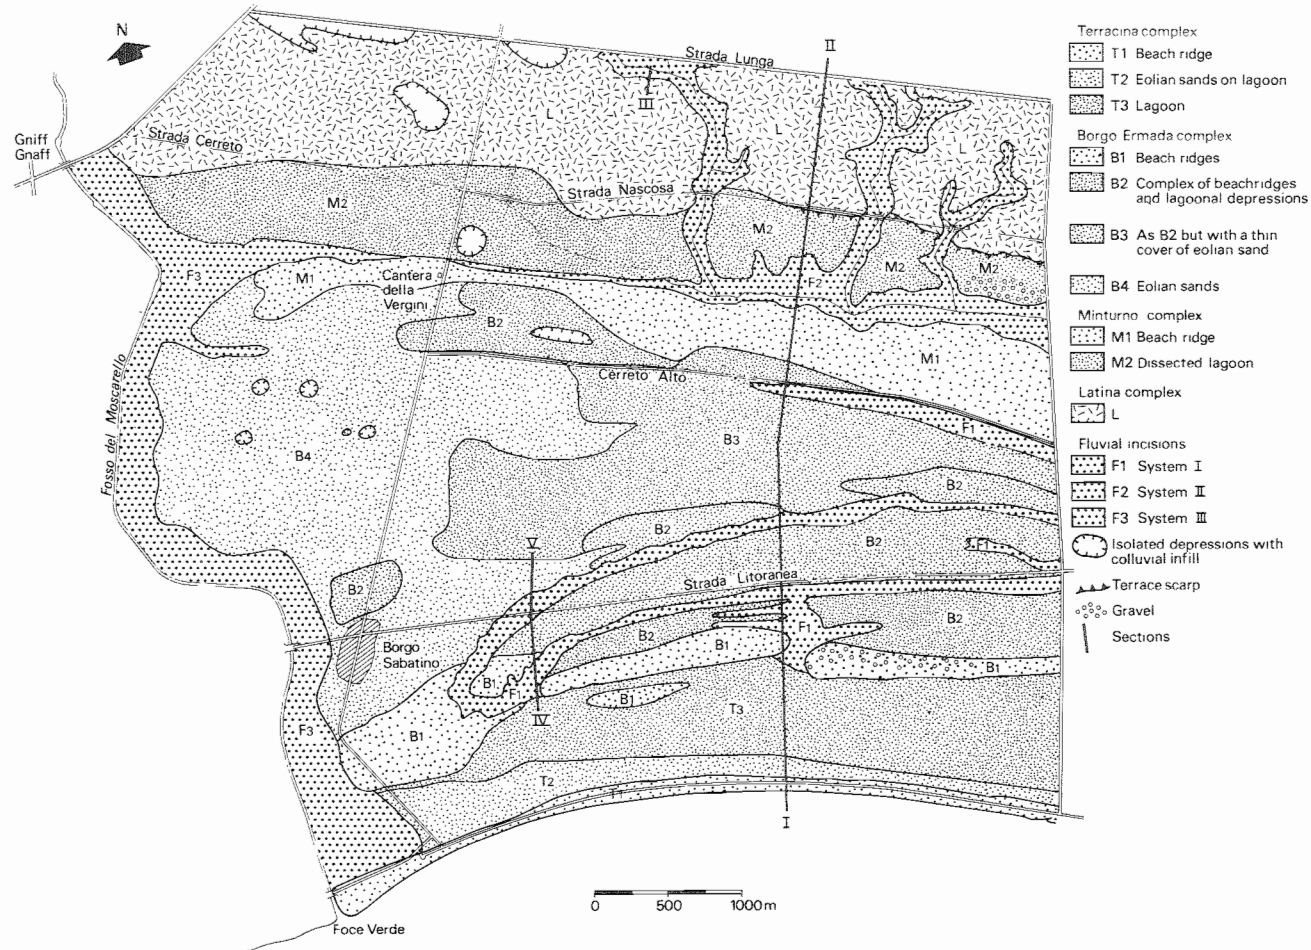 N
Strada Lunga
II
III
Gniff
Gnaff
Strada Cerreto
L
L
L
Strada Nascosa
M2
M2
M2
M2
F3
M1
Cantera
della
Vergini
F2
B2
M1
Cerreto Alto
Fosso del Moscarello
F1
B3
B4
B2
B2
B2
F1
V
Strada Litoranea
B2
B2
F1
B2
Borgo
Sabatino
B1
B1
B1
F1
B1
IV
T3
F3
B1
T2
T1
I
0 500 1000m
Foce Verde
Terracina complex
T1 Beach ridge
T2 Eolian sands on lagoon
T3 Lagoon
Borgo Ermada complex
B1 Beach ridges
B2 Complex of beachridges
and lagoonal depressions
B3 As B2 but with a thin
cover of eolian sand
B4 Eolian sands
Minturno complex
M1 Beach ridge
M2 Dissected lagoon
Latina complex
L
Fluvial incisions
F1 System I
F2 System II
F3 System III
Isolated depressions with
colluvial infill
Terrace scarp
Gravel
Sections